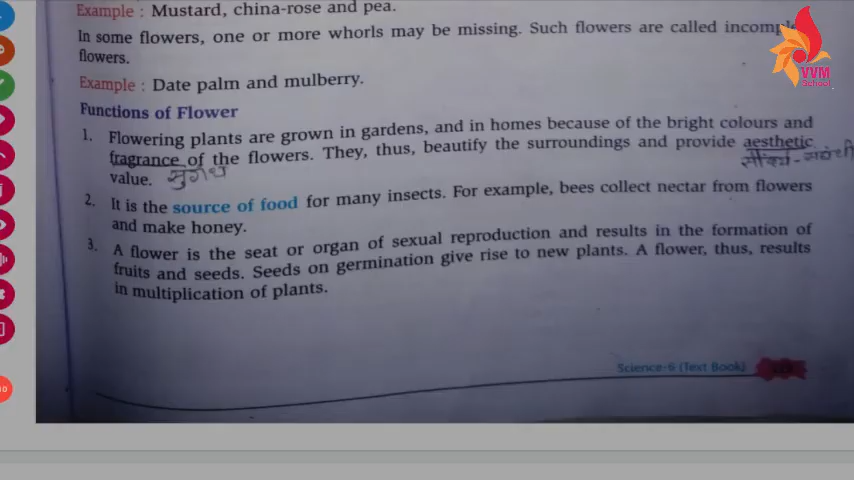 Example : Mustard, china-rose and pea.
In some flowers, one or more whorls may be missing. Such flowers are called
flowers.
Example : Date palm and mulberry.
Functions of Flower
1. Flowering plants are grown in gardens, and in homes because of the bright colours and
fragrance of the flowers. They, thus, beautify the surroundings and provide aesthetic
value. सुगंध
सौंदर्य -
2. It is the source of food for many insects. For example, bees collect nectar from flowers
and make honey.
3. A flower is the seat or organ of sexual reproduction and results in the formation of
fruits and seeds. Seeds on germination give rise to new plants. A flower, thus, results
in multiplication of plants.
Science-6 (Text Book)
VVM
School